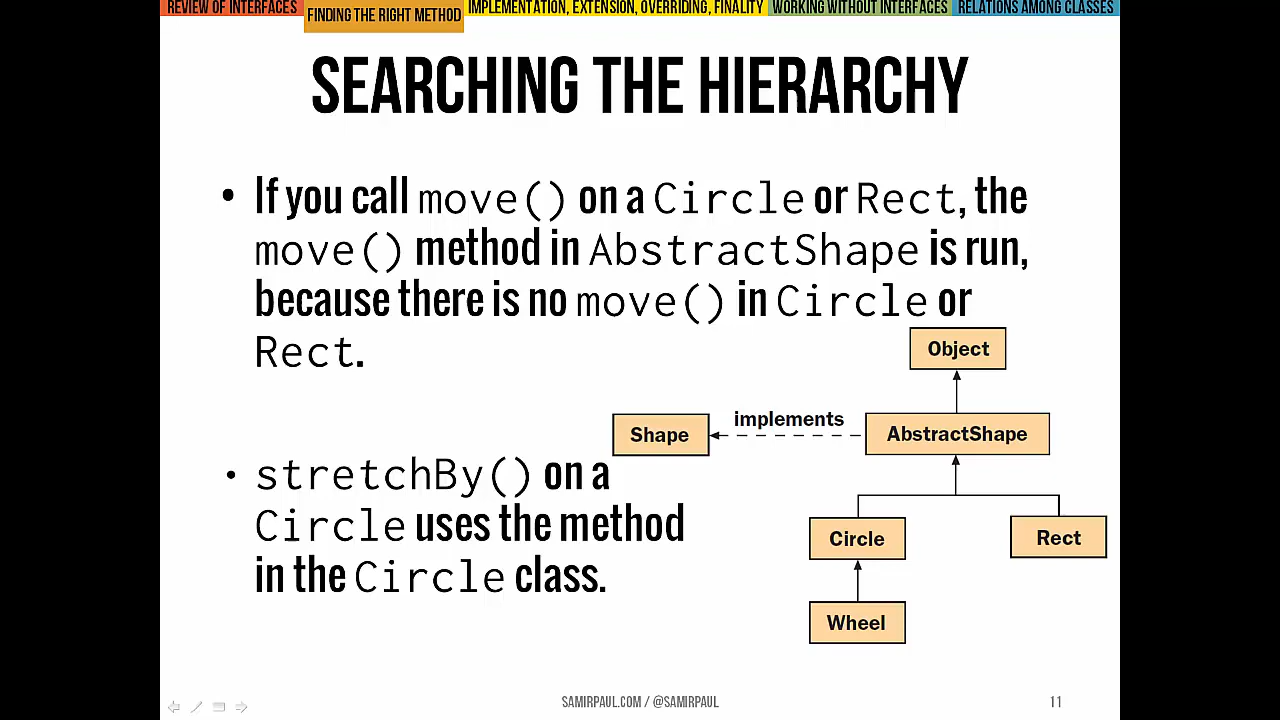 REVIEW OF INTERFACES
FINDING THE RIGHT METHOD
IMPLEMENTATION, EXTENSION, OVERRIDING, FINALITY
WORKING WITHOUT INTERFACES
RELATIONS AMONG CLASSES
SEARCHING THE HIERARCHY
• If you call move() on a Circle or Rect, the
move() method in AbstractShape is run,
because there is no move() in Circle or
Rect.
Object
implements
Shape
AbstractShape
• stretchBy() on a
Circle uses the method
in the Circle class.
Circle
Rect
Wheel
SAMIRPAUL.COM / @SAMIRPAUL
11